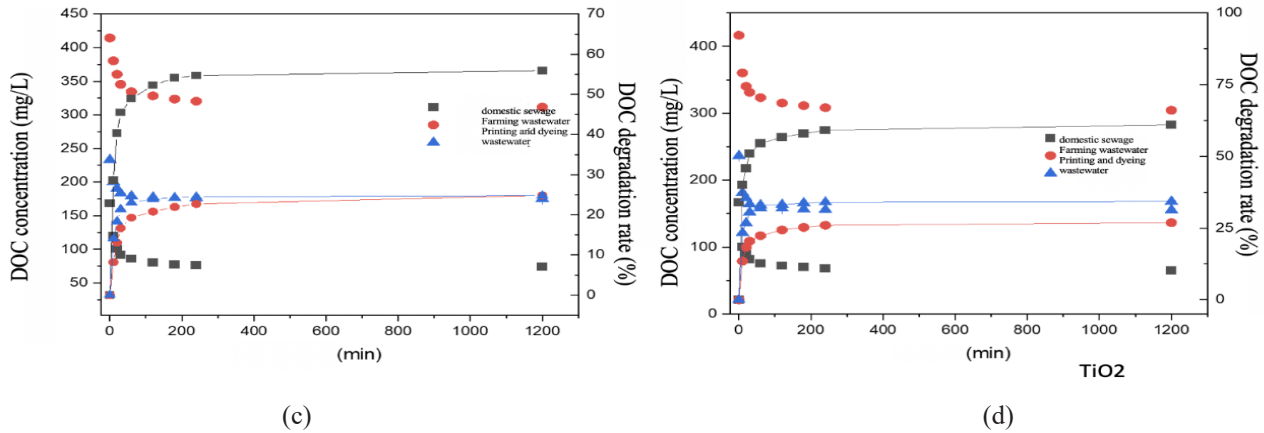 450
400
350
300
250
200
150
100
50
DOC concentration (mg/L)
70
60
50
40
30
20
10
0
DOC degradation rate (%)
domestic sewage
Farming wastewater
Printing and dyeing
wastewater
0 200 400 600 800 1000 1200
(min)
(c)
400
300
200
100
0
DOC concentration (mg/L)
100
75
50
25
0
DOC degradation rate (%)
domestic sewage
Farming wastewater
Printing and dyeing
wastewater
0 200 400 600 800 1000 1200
(min)
TiO2
(d)